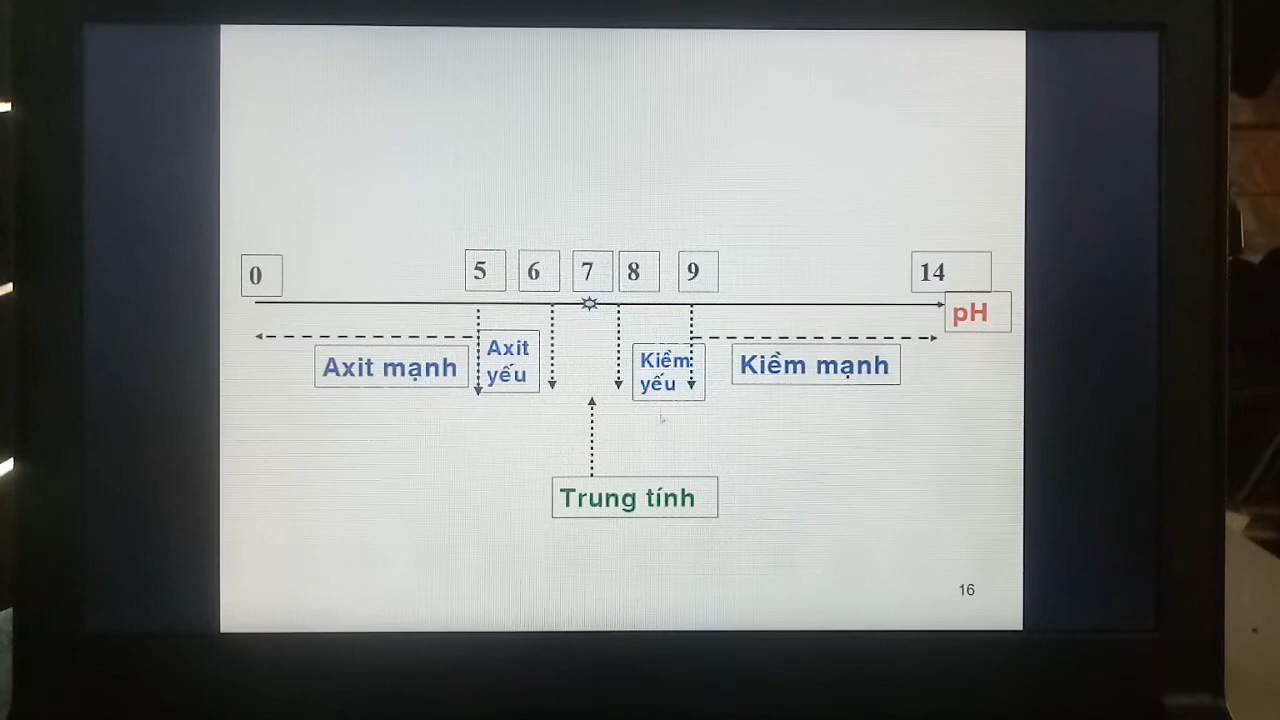 0
5
6
7
8
9
14
pH
Axit mạnh
Axit
yếu
Kiềm
yếu
Kiềm mạnh
Trung tính
16